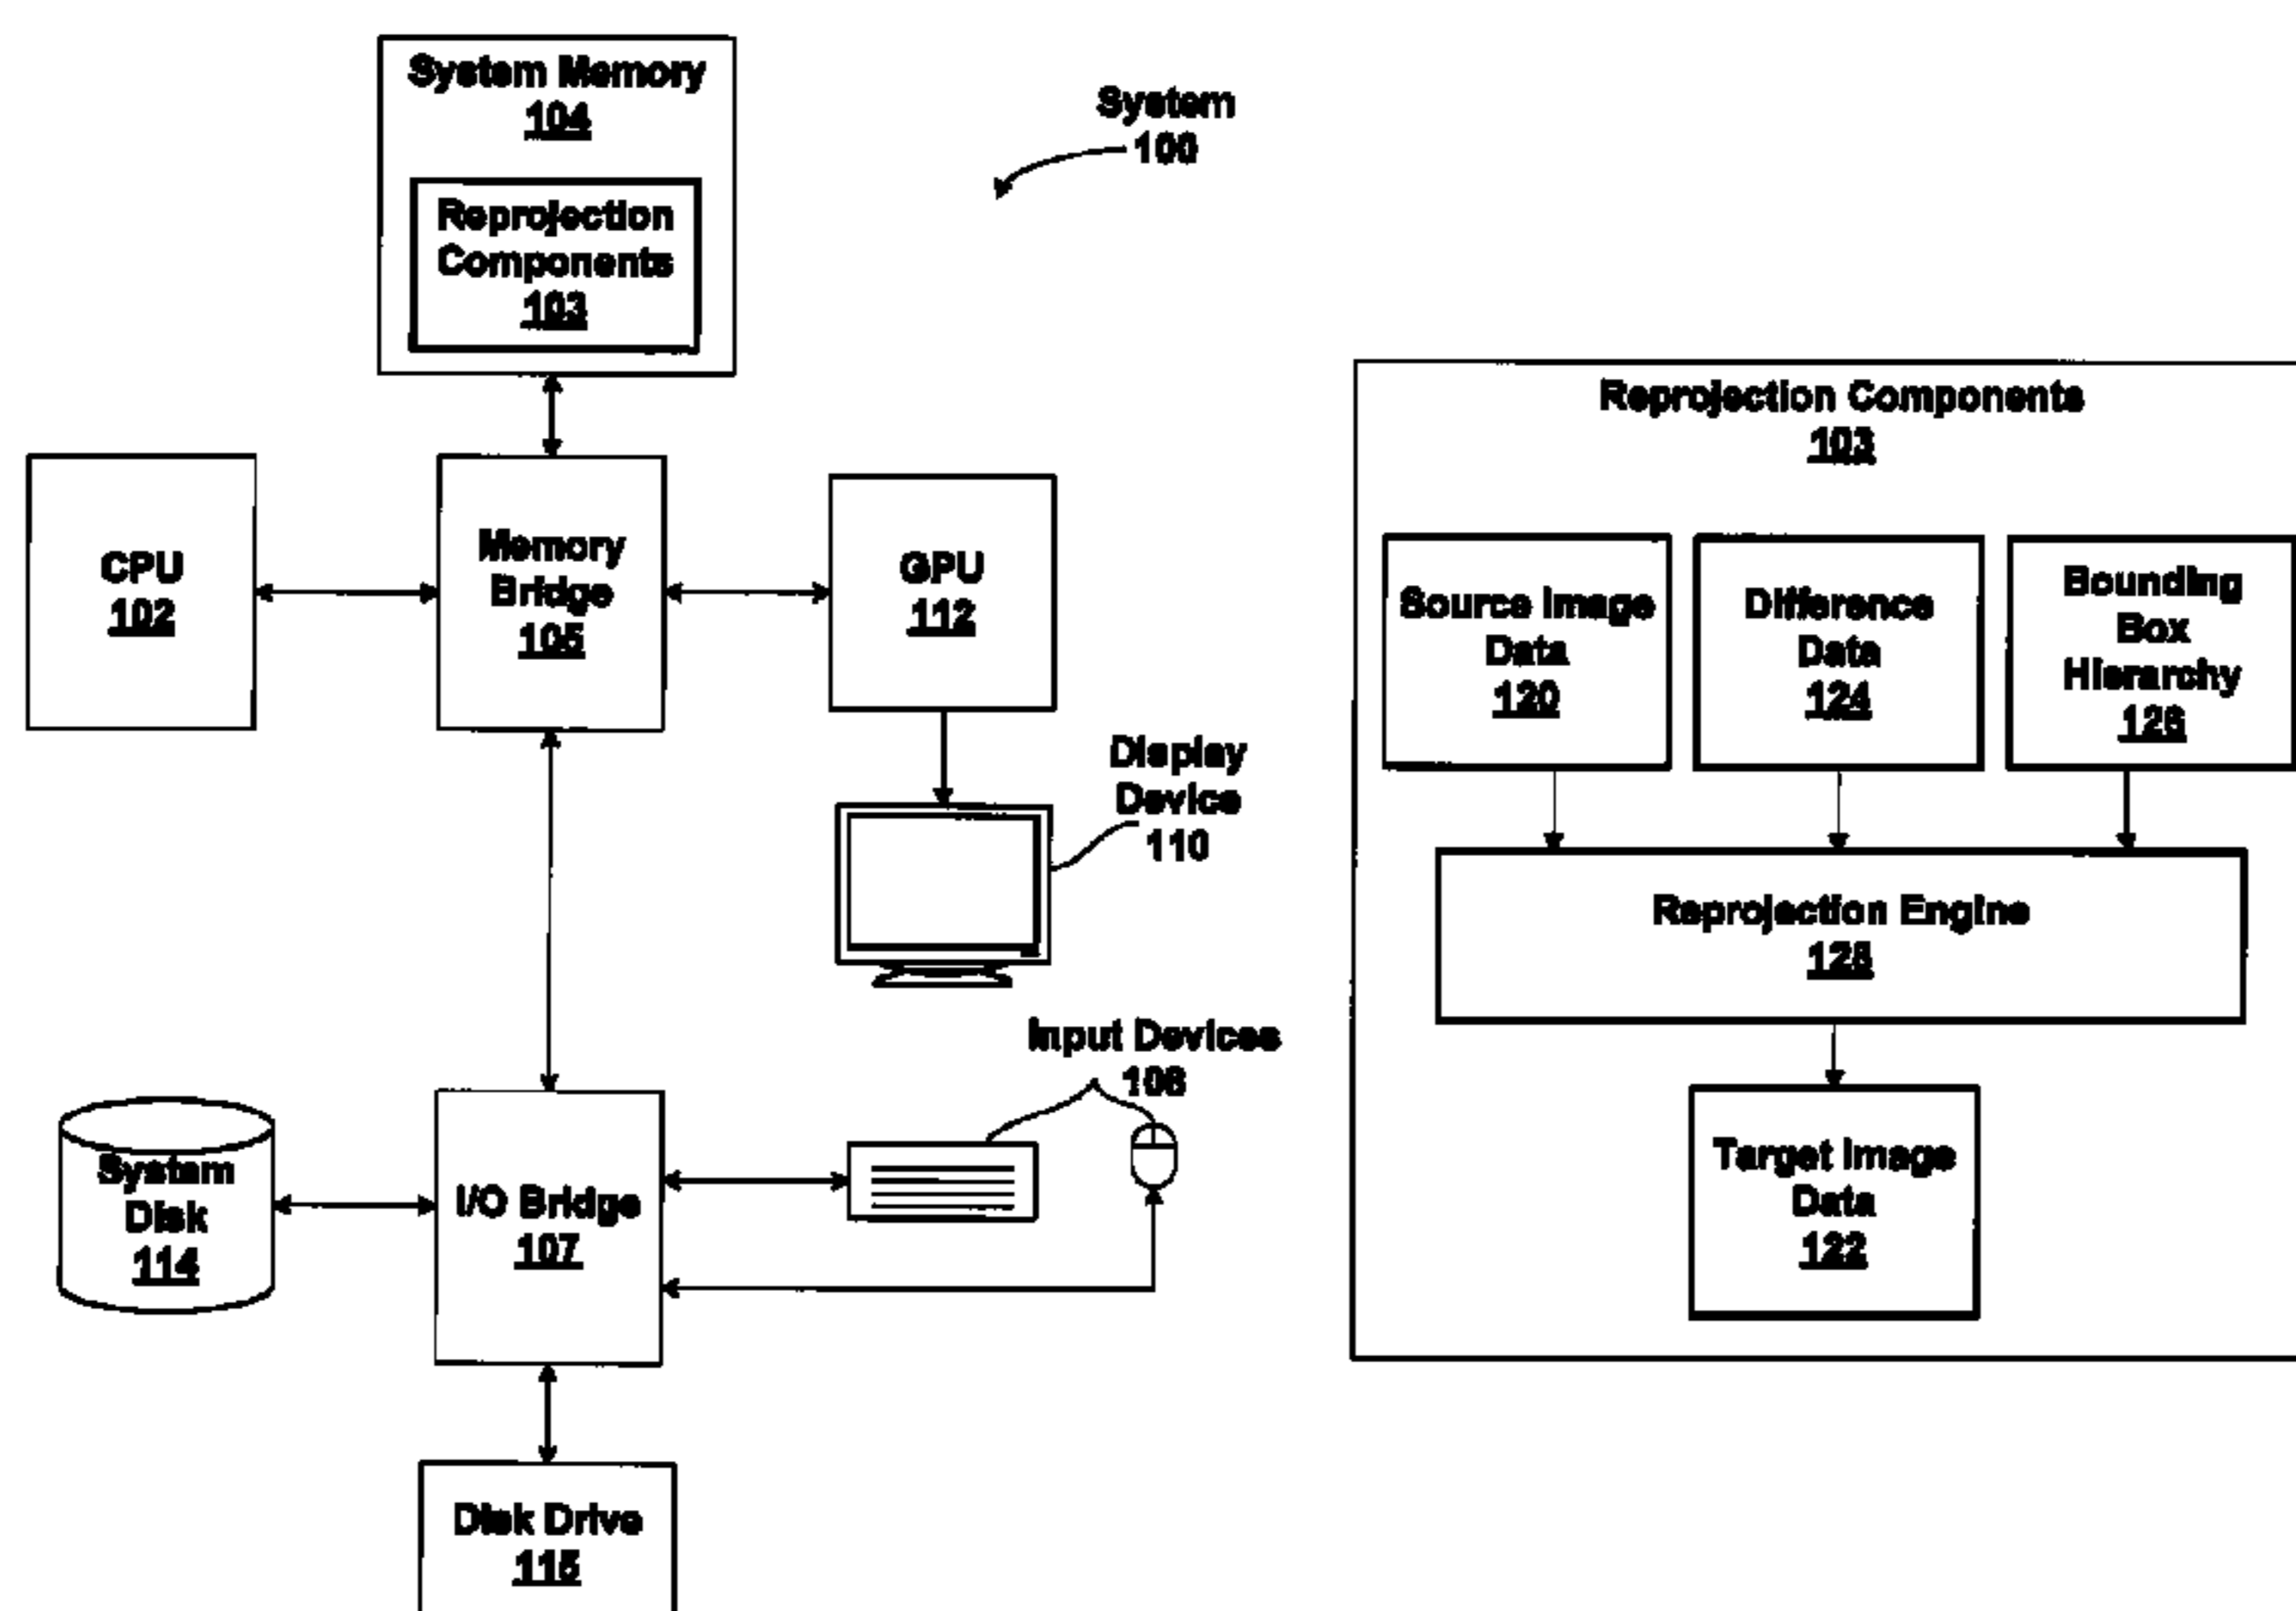 System Memory
104
Reprojection
Components
103
System
100
CPU
102
Memory
Bridge
105
GPU
112
Display
Device
110
Input Devices
108
System
Disk
114
I/O Bridge
107
Disk Drive
115
Reprojection Components
103
Source Image
Data
120
Difference
Data
124
Bounding
Box
Hierarchy
126
Reprojection Engine
128
Target Image
Data
122